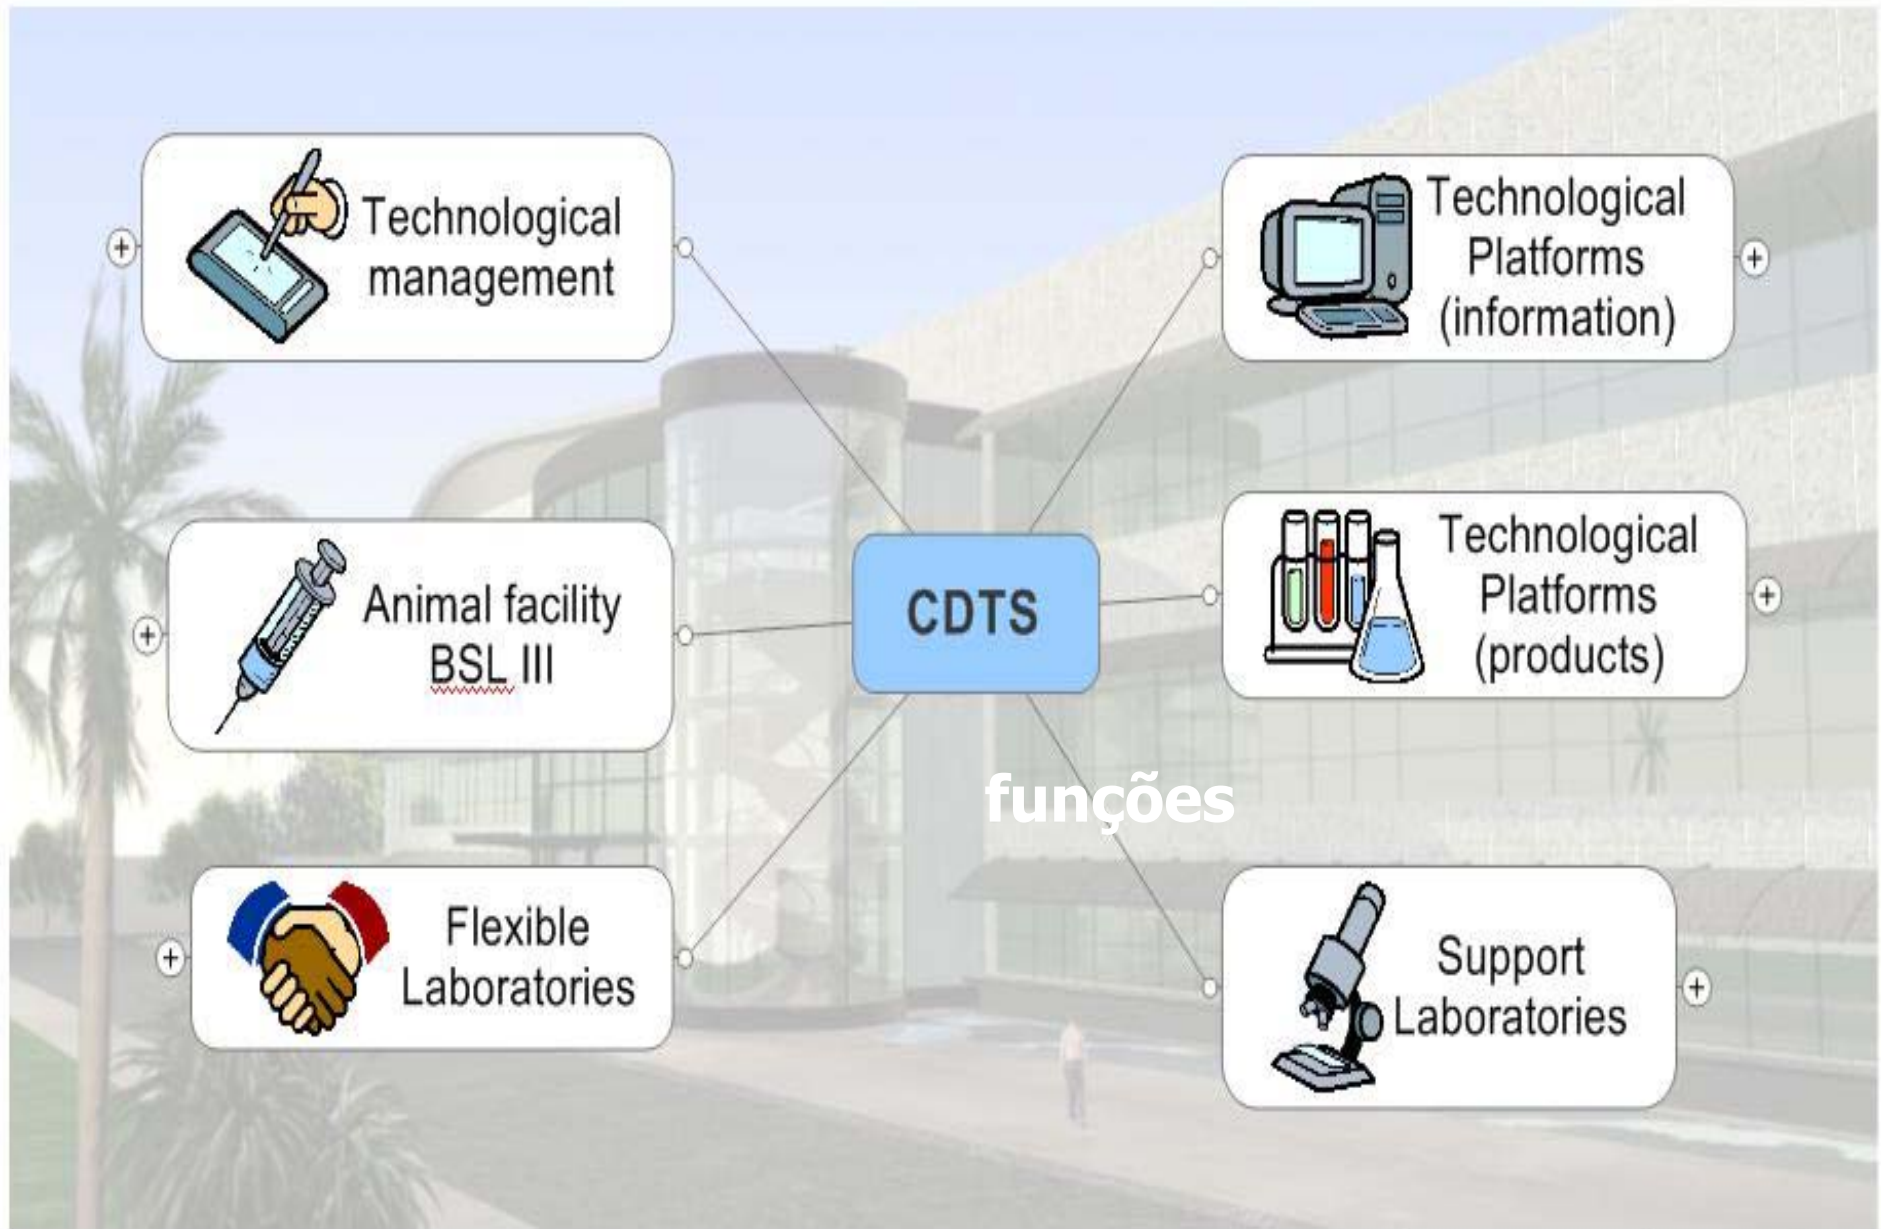 Technological
management
Technological
Platforms
(information)
Animal facility
BSL III
CDTS
Technological
Platforms
(products)
funções
Flexible
Laboratories
Support
Laboratories